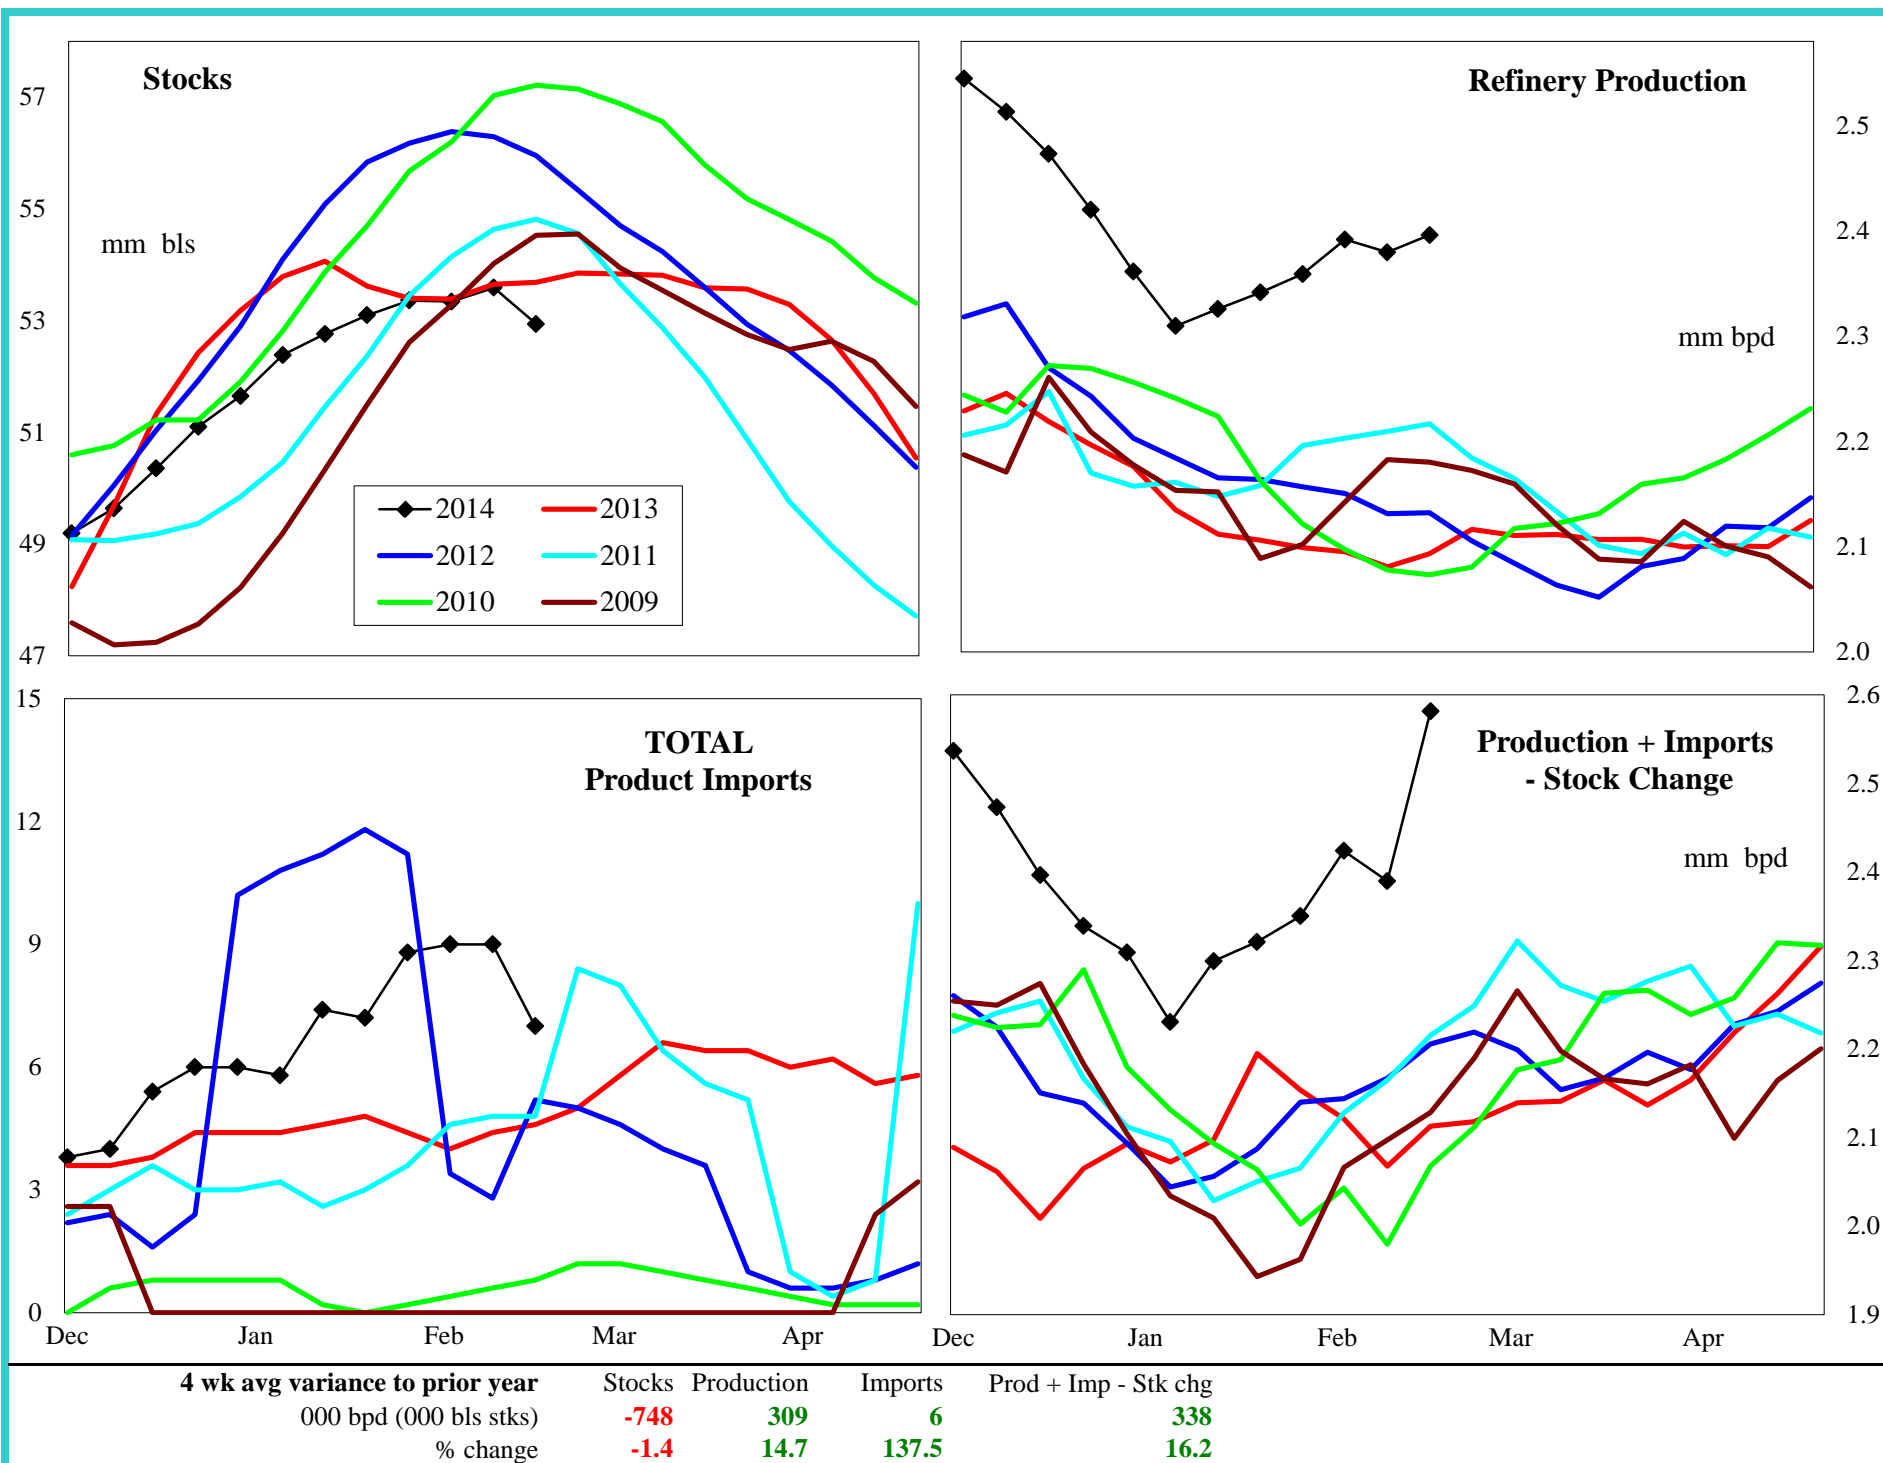 Stocks
57
55
mm bls
53
51
49
47
2014 2013
2012 2011
2010 2009
Refinery Production
2.5
2.4
2.3
mm bpd
2.2
2.1
2.0
TOTAL
Product Imports
15
12
9
6
3
0
Dec Jan Feb Mar Apr
Production + Imports
- Stock Change
2.6
2.5
mm bpd
2.4
2.3
2.2
2.1
2.0
1.9
Dec Jan Feb Mar Apr
4 wk avg variance to prior year Stocks Production Imports Prod + Imp - Stk chg
000 bpd (000 bls stks) -748 309 6 338
% change -1.4 14.7 137.5 16.2